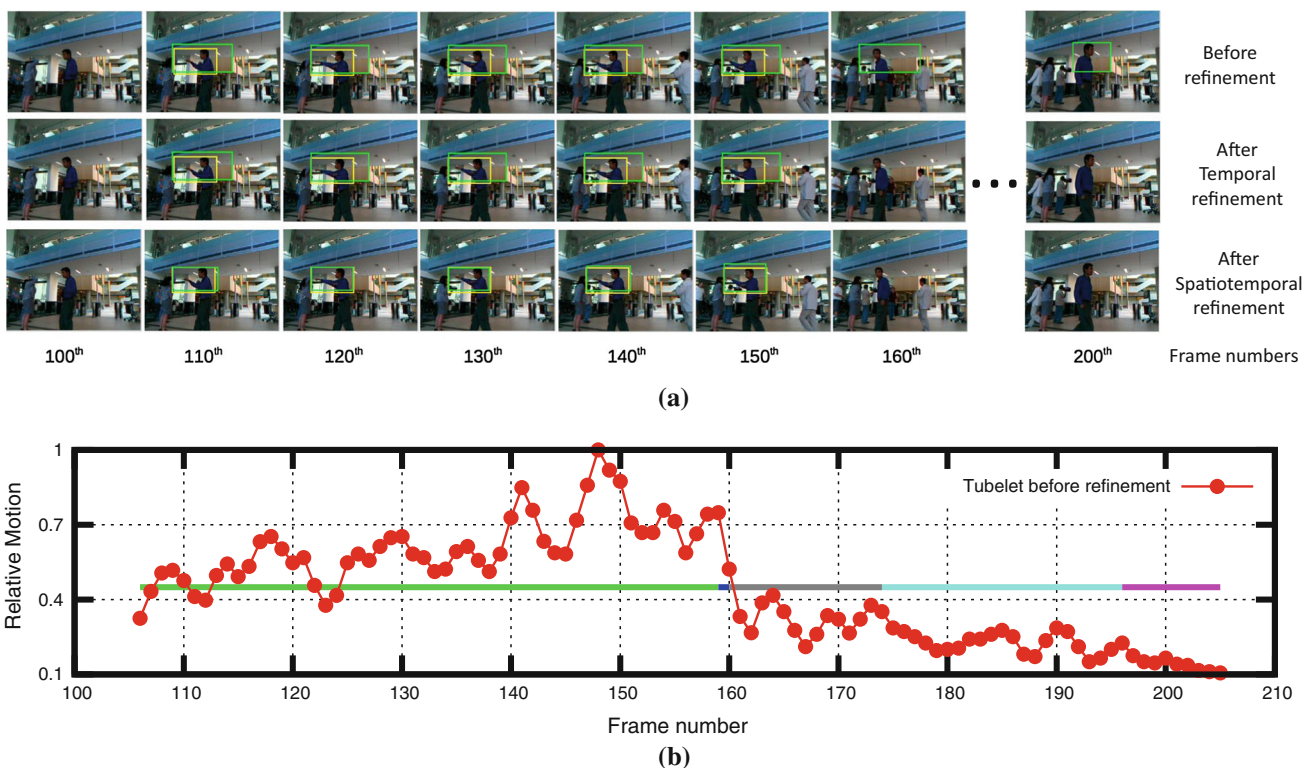 Before
refinement
After
Temporal
refinement
...
After
Spatiotemporal
refinement
100th 110th 120th 130th 140th 150th 160th 200th Frame numbers
(a)
1
0.7
0.4
0.1
Relative Motion
Tubelet before refinement
100 110 120 130 140 150 160 170 180 190 200 210
Frame number
(b)